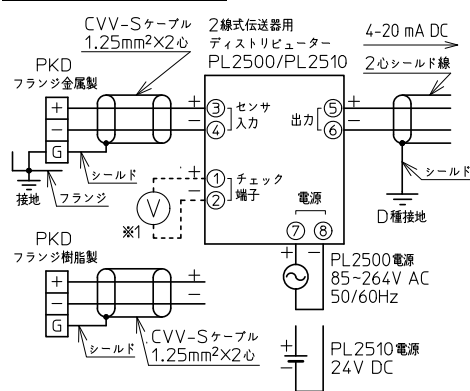 CVV-Sケーブル
1.25mm²×2心
2線式伝送器用
ディストリビューター
PL2500/PL2510
4-20 mA DC
2心シールド線
PKD
フランジ金属製
+
−
G
シールド
フランジ
接地
+
−
③
④
センサ
入力
+
−
①
②
チェック
端子
V
※1
出力
⑤
⑥
+
−
シールド
D種接地
電源
⑦
⑧
+
−
PL2500電源
85~264V AC
50/60Hz
PKD
フランジ樹脂製
+
−
G
+
−
シールド
CVV-Sケーブル
1.25mm²×2心
+
−
PL2510電源
24V DC